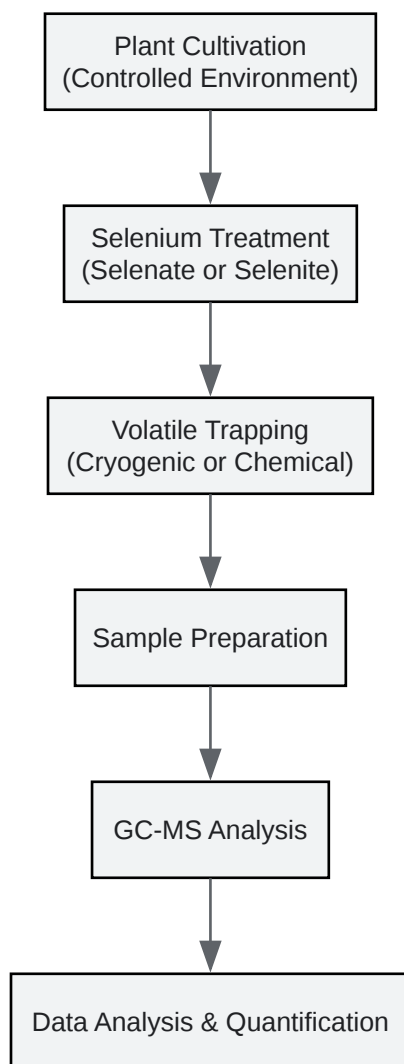 Plant Cultivation
(Controlled Environment)
Selenium Treatment
(Selenate or Selenite)
Volatile Trapping
(Cryogenic or Chemical)
Sample Preparation
GC-MS Analysis
Data Analysis & Quantification